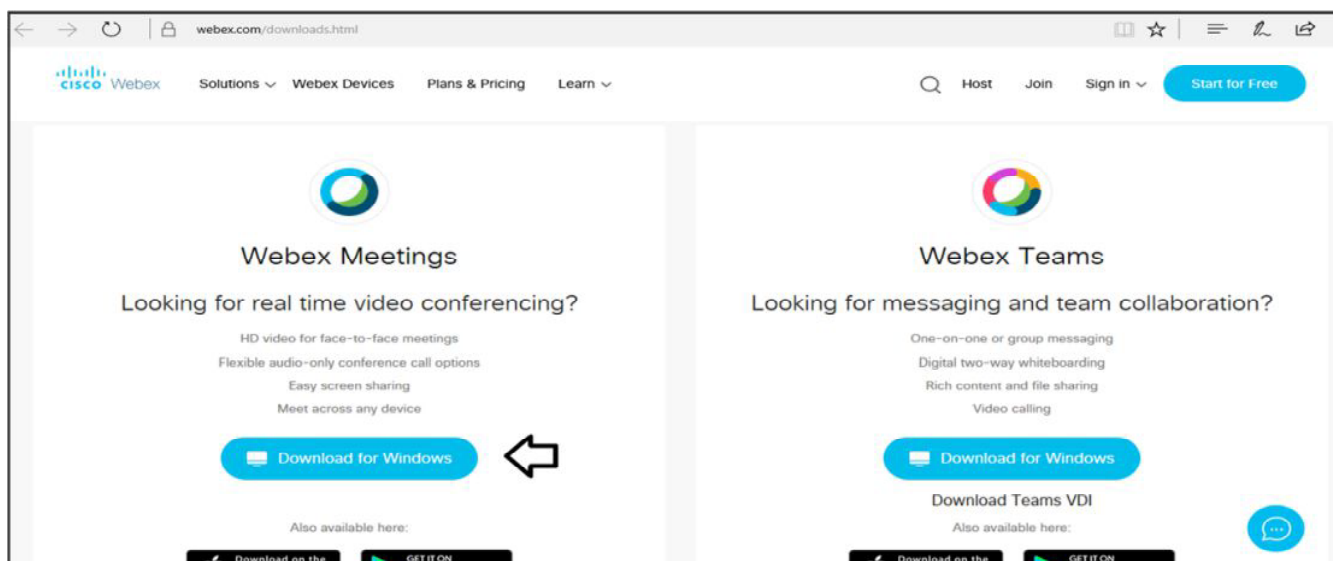 webex.com/downloads.html
CISCO Webex Solutions Webex Devices Plans & Pricing Learn Host Join Sign in Start for Free
Webex Meetings
Looking for real time video conferencing?
HD video for face-to-face meetings
Flexible audio-only conference call options
Easy screen sharing
Meet across any device
Download for Windows
Also available here:
Download on the
GET IT ON
Webex Teams
Looking for messaging and team collaboration?
One-on-one or group messaging
Digital two-way whiteboarding
Rich content and file sharing
Video calling
Download for Windows
Download Teams VDI
Also available here:
Download on the
GET IT ON